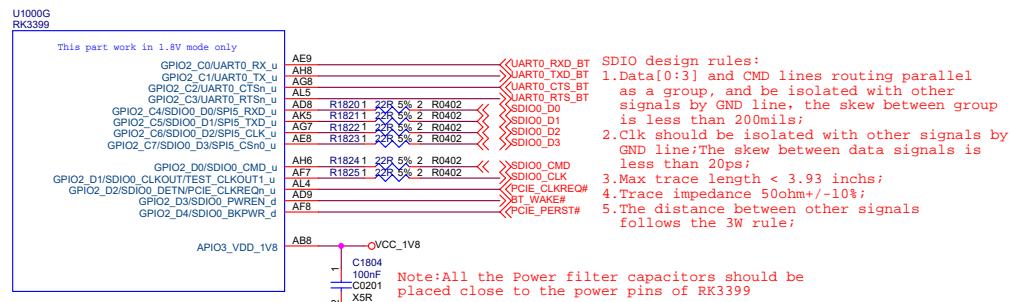 U1000G
RK3399
This part work in 1.8V mode only
GPIO2_C0/UART0_RX_u AE9 UART0_RXD_BT
GPIO2_C1/UART0_TX_u AH8 UART0_TXD_BT
GPIO2_C2/UART0_CTSn_u AG8 UART0_CTS_BT
GPIO2_C3/UART0_RTSn_u AL5 UART0_RTS_BT
GPIO2_C4/SDIO0_D0/SPI5_RXD_u AD8 R1820 1 22R 5% 2 R0402 SDIO0_D0
GPIO2_C5/SDIO0_D1/SPI5_TXD_u AK5 R1821 1 22R 5% 2 R0402 SDIO0_D1
GPIO2_C6/SDIO0_D2/SPI5_CLK_u AG7 R1822 1 22R 5% 2 R0402 SDIO0_D2
GPIO2_C7/SDIO0_D3/SPI5_CSn0_u AE8 R1823 1 22R 5% 2 R0402 SDIO0_D3
GPIO2_D0/SDIO0_CMD_u AH6 R1824 1 22R 5% 2 R0402 SDIO0_CMD
GPIO2_D1/SDIO0_CLKOUT/TEST_CLKOUT1_u AF7 R1825 1 22R 5% 2 R0402 SDIO0_CLK
GPIO2_D2/SDIO0_DETN/PCIE_CLKREQn_u AL4 PCIE_CLKREQ#
GPIO2_D3/SDIO0_PWREN_d AD9 BT_WAKE#
GPIO2_D4/SDIO0_BKPWR_d AF8 PCIE_PERST#
APIO3_VDD_1V8 AB8 VCC_1V8
1
C1804
100nF
C0201
X5R
SDIO design rules:
1.Data[0:3] and CMD lines routing parallel
as a group, and be isolated with other
signals by GND line, the skew between group
is less than 200mils;
2.Clk should be isolated with other signals by
GND line;The skew between data signals is
less than 20ps;
3.Max trace length < 3.93 inchs;
4.Trace impedance 50ohm+/-10%;
5.The distance between other signals
follows the 3W rule;
Note:All the Power filter capacitors should be
placed close to the power pins of RK3399